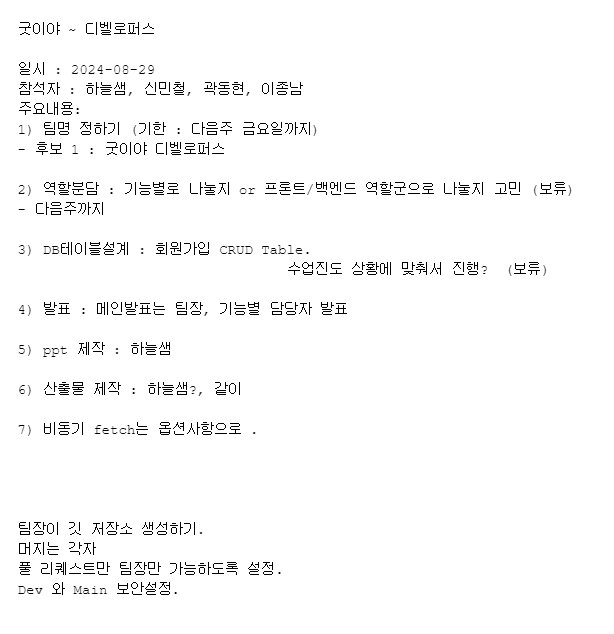 굿이야 ~ 디벨로퍼스
일시 : 2024-08-29
참석자 : 하늘샘, 신민철, 곽동현, 이종남
주요내용:
1) 팀명 정하기 (기한 : 다음주 금요일까지)
- 후보 1 : 굿이야 디벨로퍼스
2) 역할분담 : 기능별로 나눌지 or 프론트/백엔드 역할군으로 나눌지 고민 (보류)
- 다음주까지
3) DB테이블설계 : 회원가입 CRUD Table.
수업진도 상황에 맞춰서 진행? (보류)
4) 발표 : 메인발표는 팀장, 기능별 담당자 발표
5) ppt 제작 : 하늘샘
6) 산출물 제작 : 하늘샘?, 같이
7) 비동기 fetch는 옵션사항으로 .
팀장이 깃 저장소 생성하기.
머지는 각자
풀 리퀘스트만 팀장만 가능하도록 설정.
Dev 와 Main 보안설정.